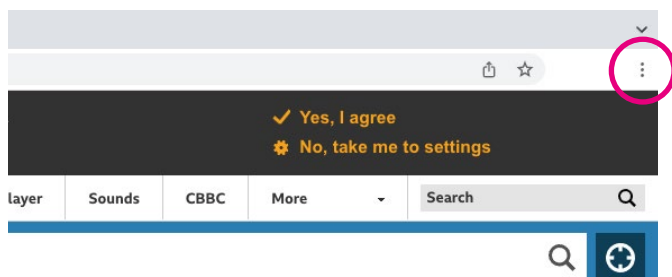 Yes, I agree
No, take me to settings
layer Sounds CBBC More Search